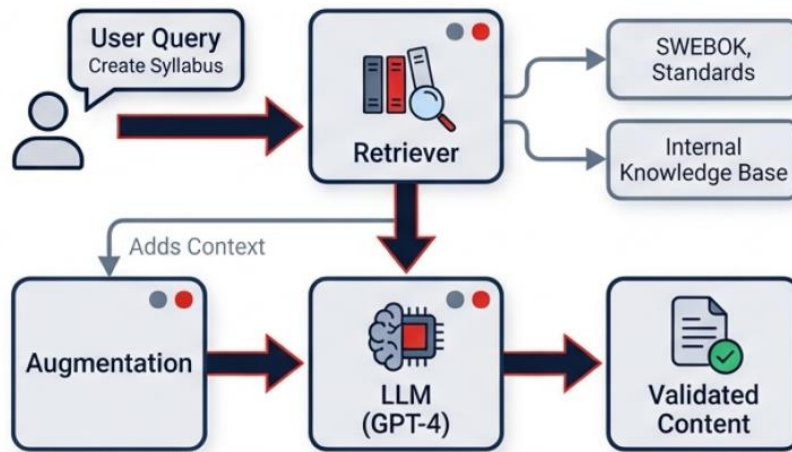 User Query
Create Syllabus
Retriever
SWEBOK,
Standards
Internal
Knowledge Base
Adds Context
Augmentation
LLM
(GPT-4)
Validated
Content